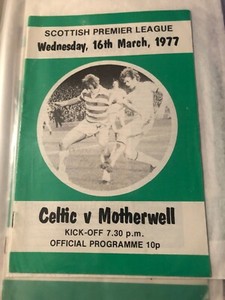 SCOTTISH PREMIER LEAGUE
Wednesday, 16th March, 1977
Celtic v Motherwell
KICK-OFF 7.30 p.m.
OFFICIAL PROGRAMME 10p